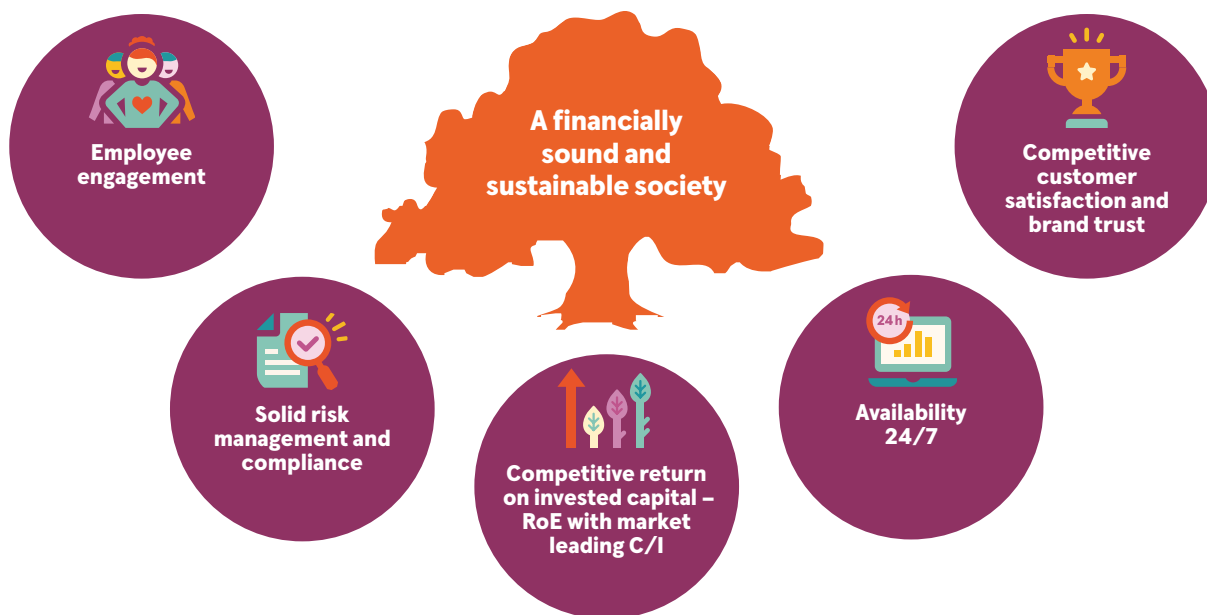 Employee
engagement
A financially
sound and
sustainable society
Competitive
customer
satisfaction and
brand trust
Solid risk
management and
compliance
Competitive return
on invested capital –
RoE with market
leading C/I
24h
Availability
24/7